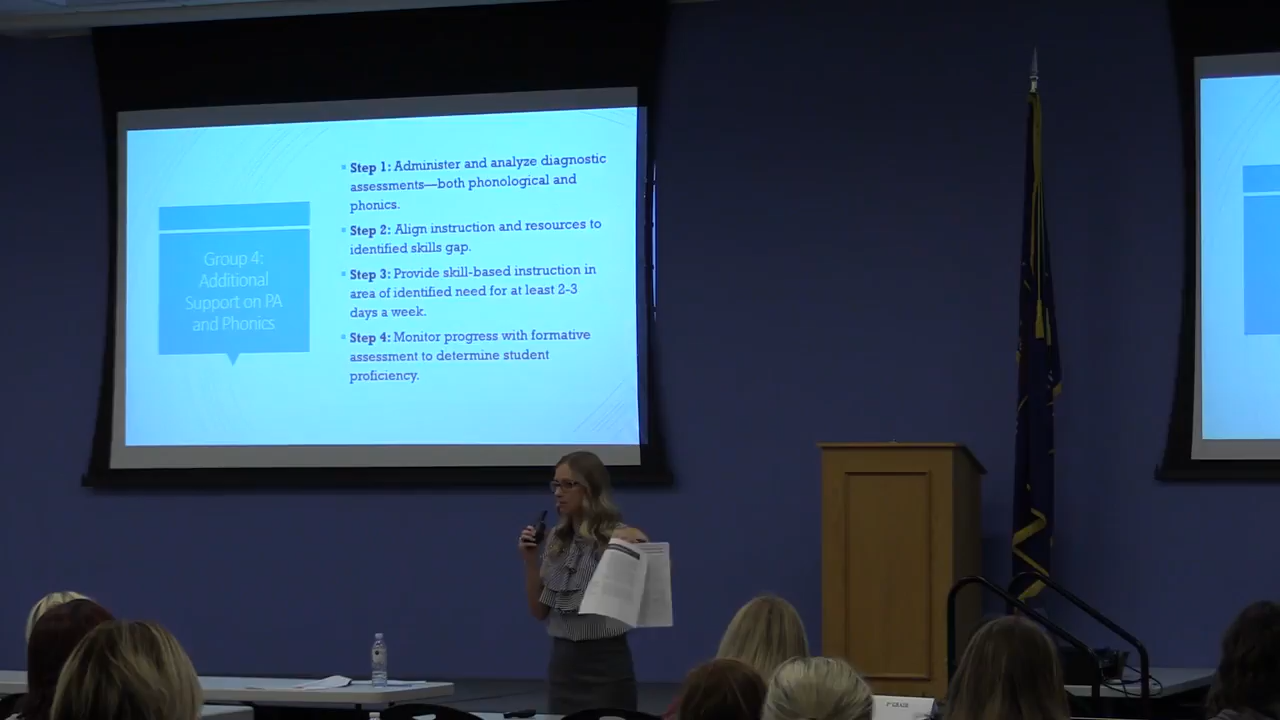 Group 4:
Additional
Support on PA
and Phonics
Step 1: Administer and analyze diagnostic
assessments—both phonological and
phonics.
Step 2: Align instruction and resources to
identified skills gap.
Step 3: Provide skill-based instruction in
area of identified need for at least 2-3
days a week.
Step 4: Monitor progress with formative
assessment to determine student
proficiency.